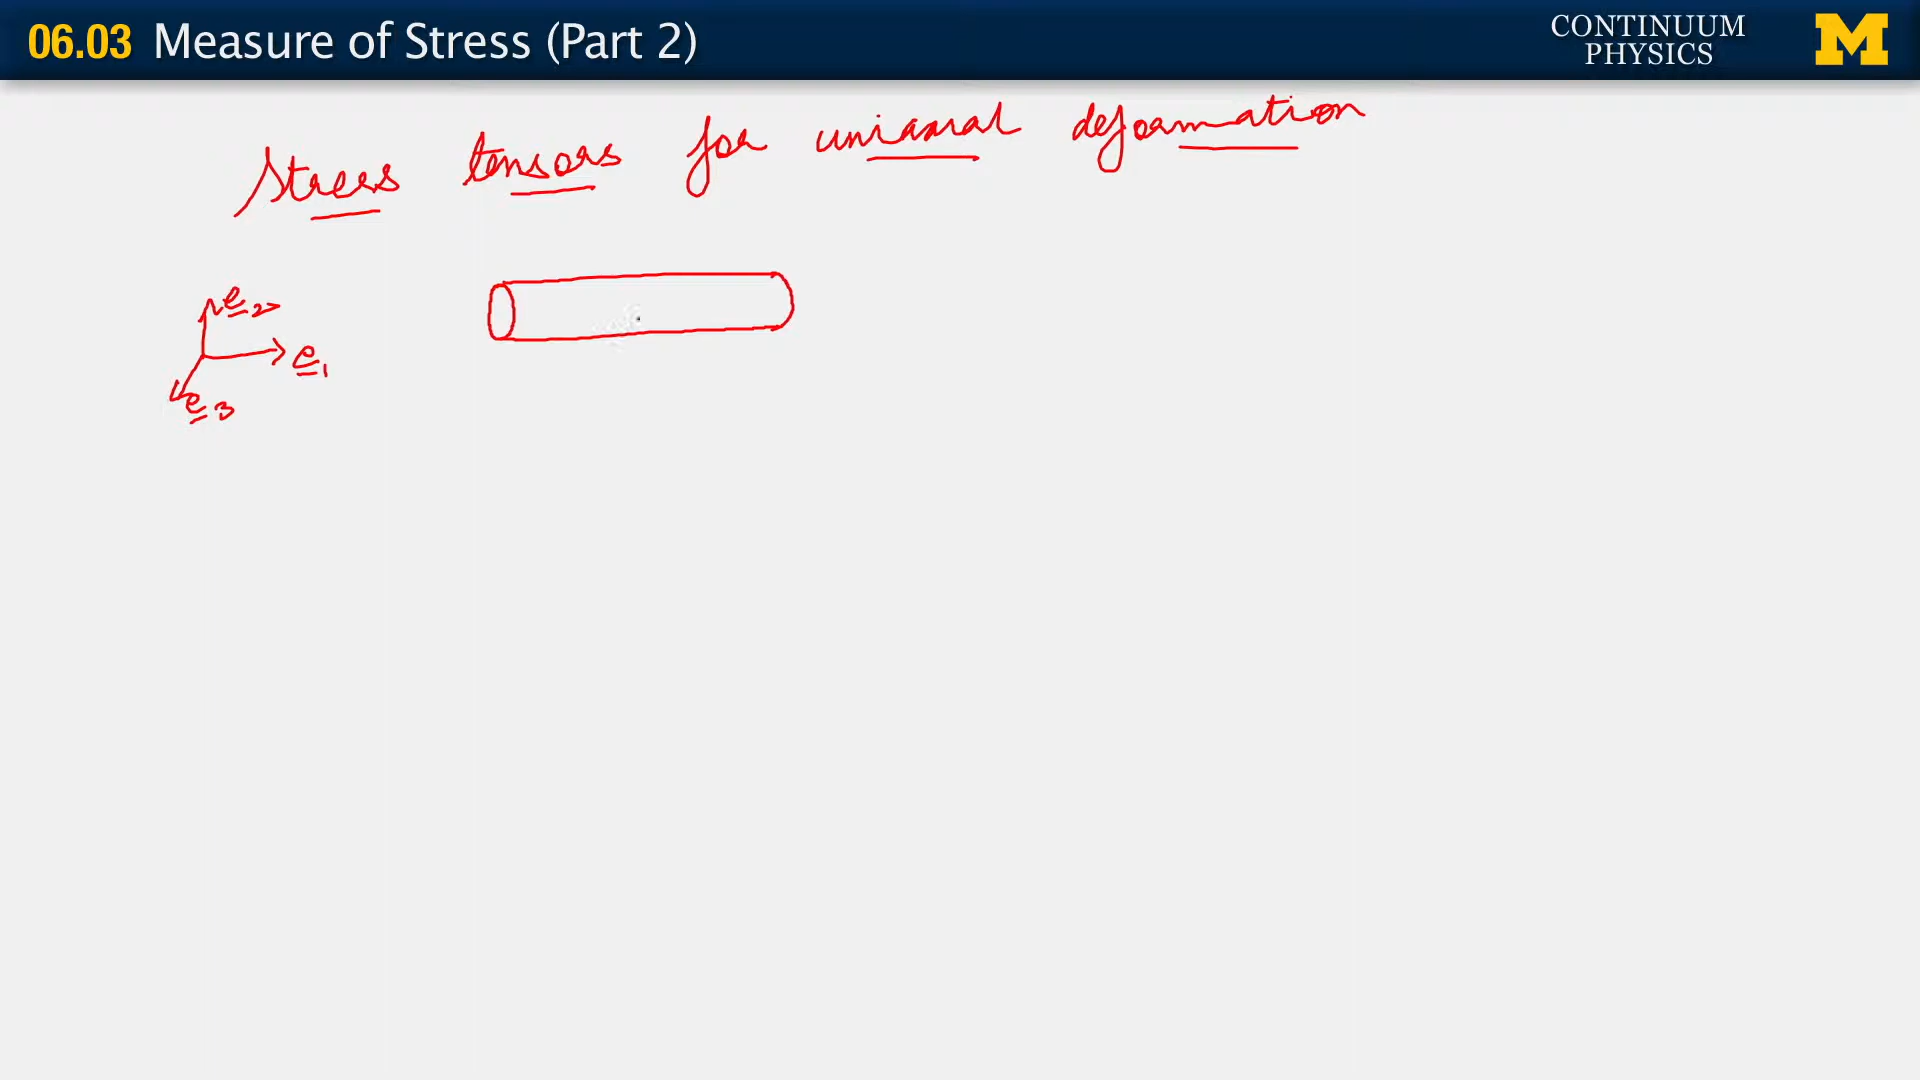 06.03 Measure of Stress (Part 2)
CONTINUUM
PHYSICS
M
Stress tensors for uniaxial deformation
e2
e1
e3